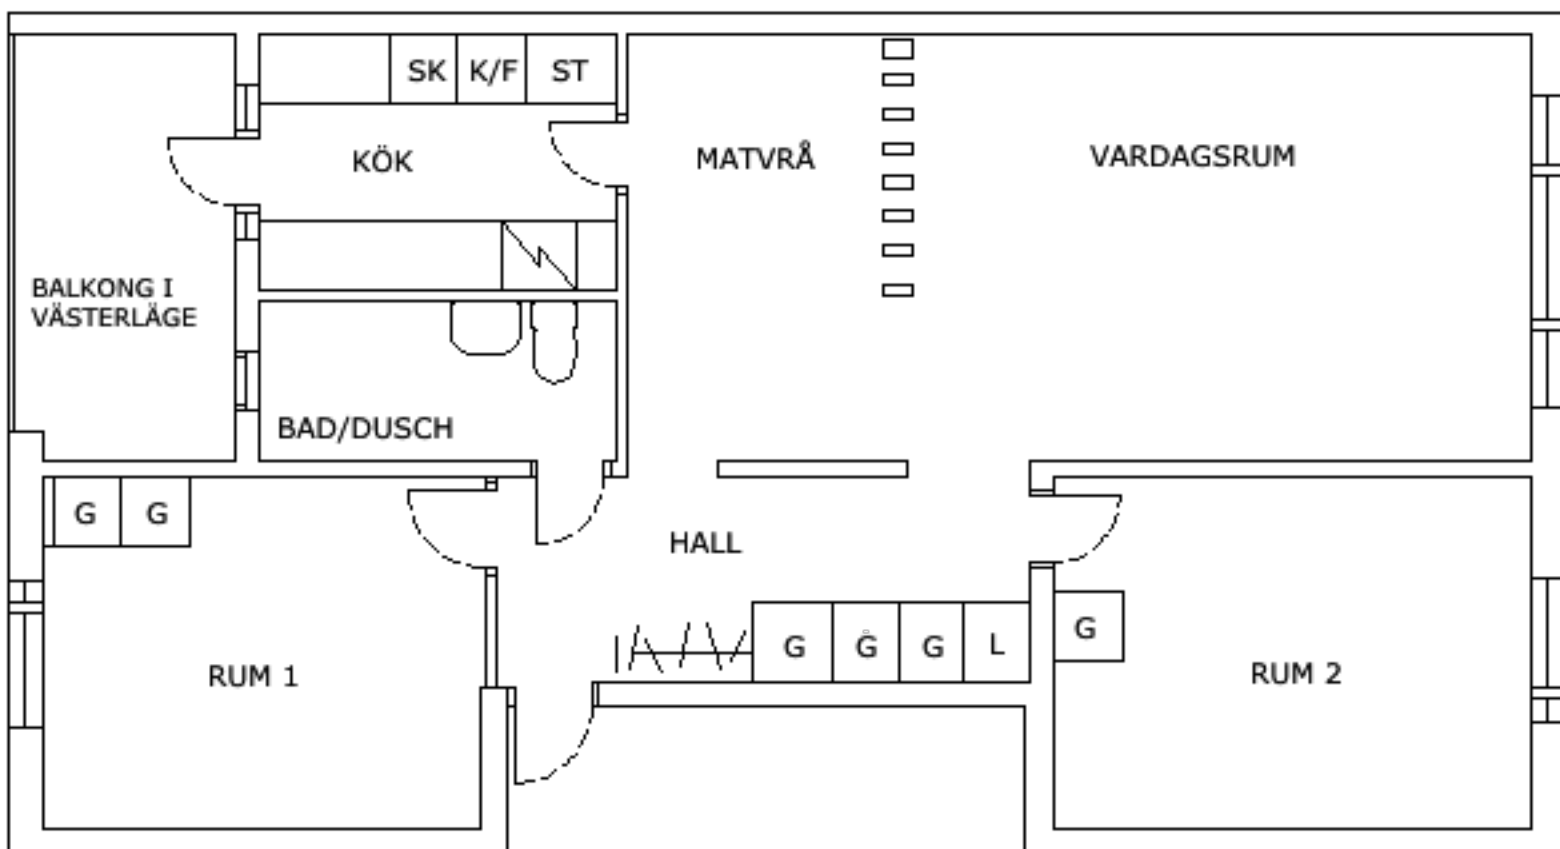 SK K/F ST
KÖK
MATVRÅ
VARDAGSRUM
BALKONG I
VÄSTERLÄGE
BAD/DUSCH
G G
HALL
G G G L
G
RUM 1
RUM 2